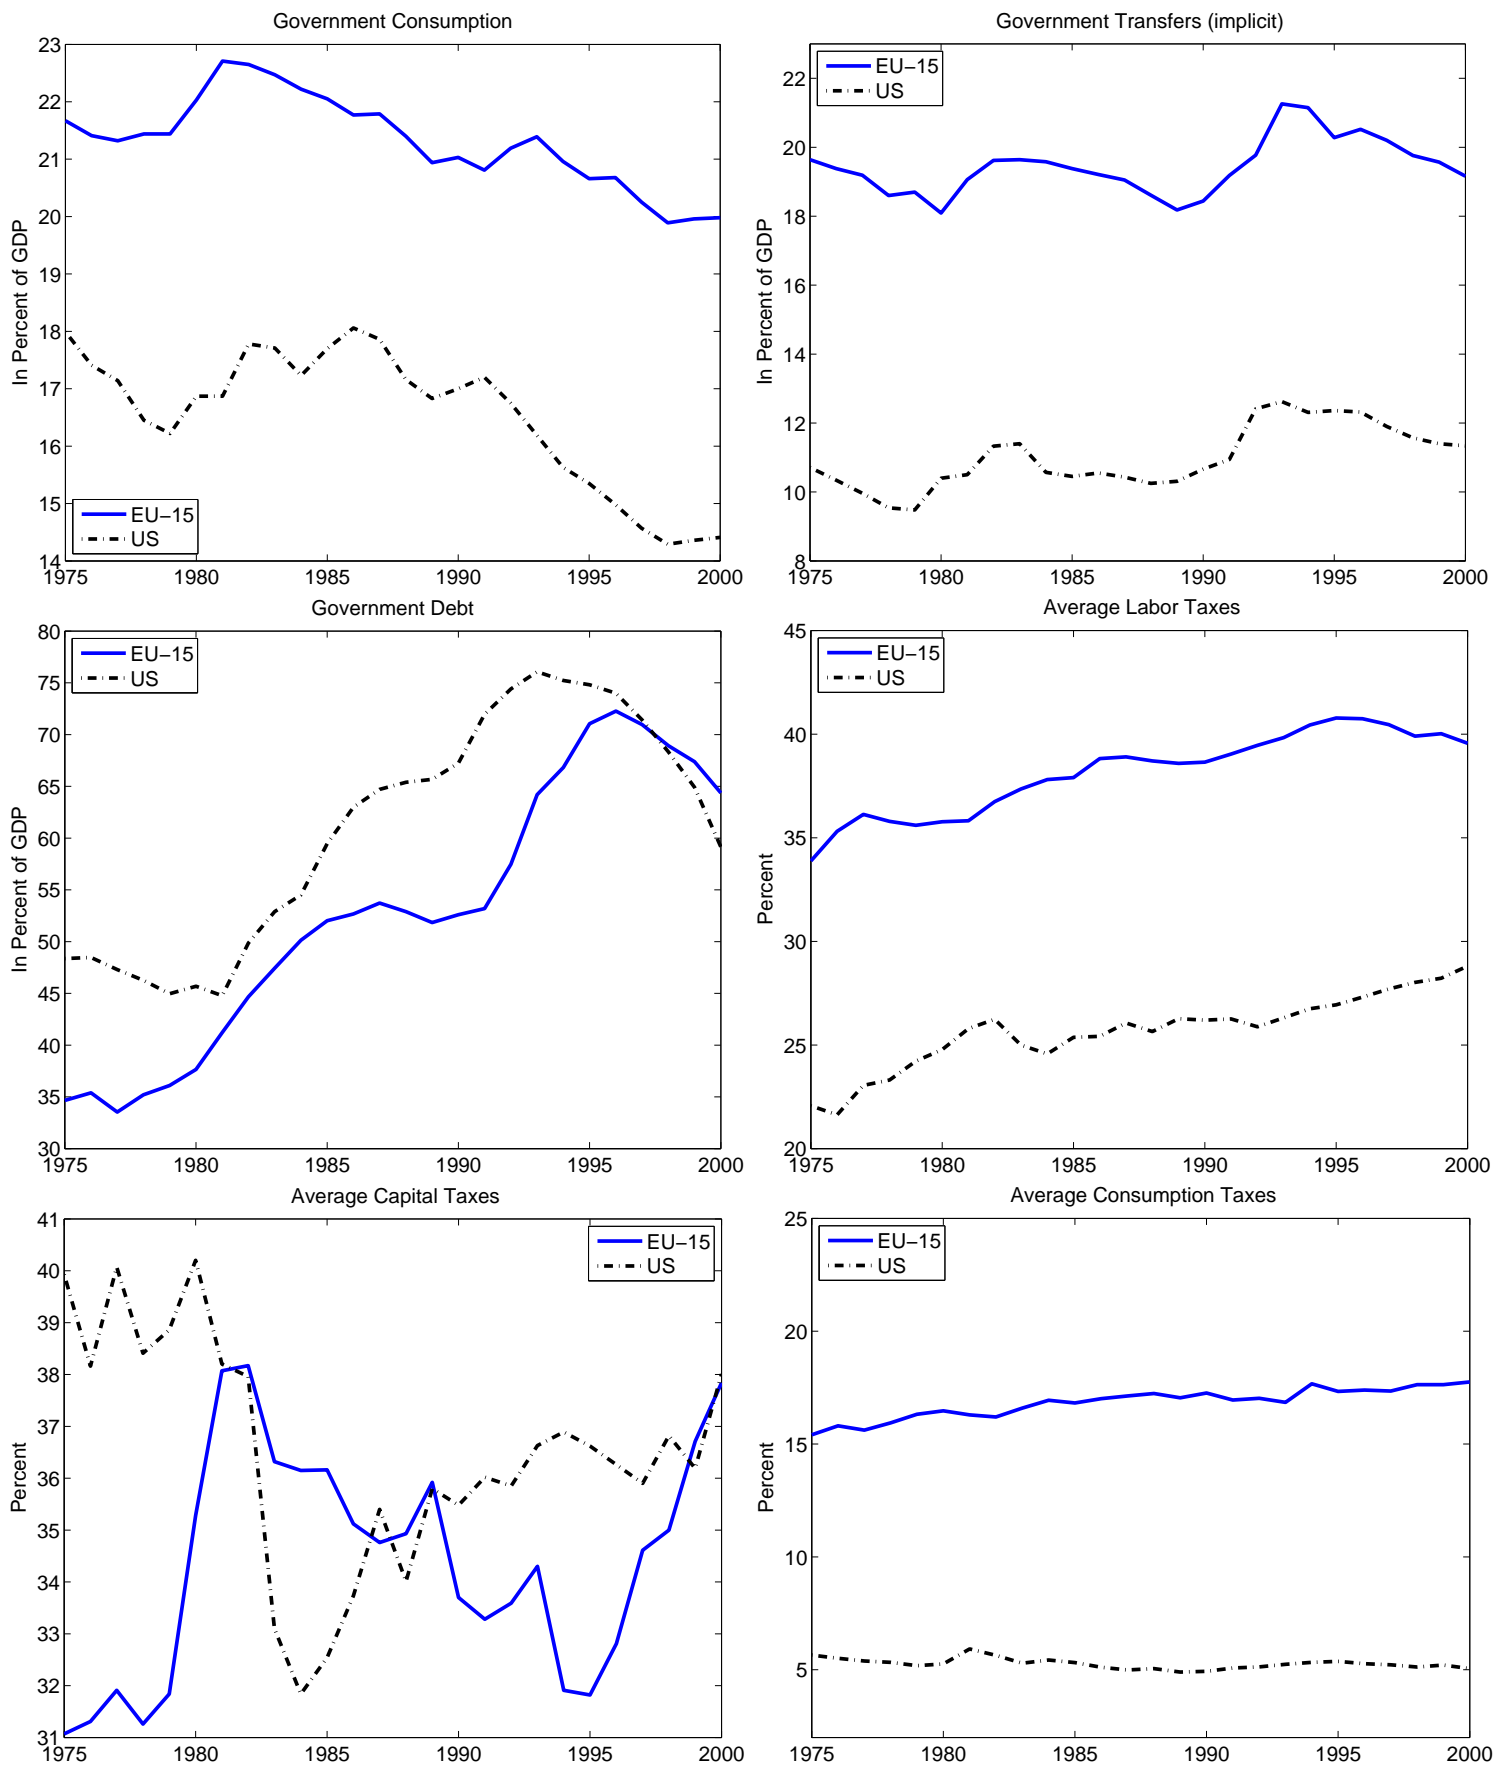 Government Consumption
In Percent of GDP
23
22
21
20
19
18
17
16
15
14
EU-15
US
1975 1980 1985 1990 1995 2000
Government Transfers (implicit)
In Percent of GDP
22
20
18
16
14
12
10
8
EU-15
US
1975 1980 1985 1990 1995 2000
Government Debt
In Percent of GDP
80
75
70
65
60
55
50
45
40
35
30
EU-15
US
1975 1980 1985 1990 1995 2000
Average Labor Taxes
Percent
45
40
35
30
25
20
EU-15
US
1975 1980 1985 1990 1995 2000
Average Capital Taxes
Percent
41
40
39
38
37
36
35
34
33
32
31
EU-15
US
1975 1980 1985 1990 1995 2000
Average Consumption Taxes
Percent
25
20
15
10
5
EU-15
US
1975 1980 1985 1990 1995 2000